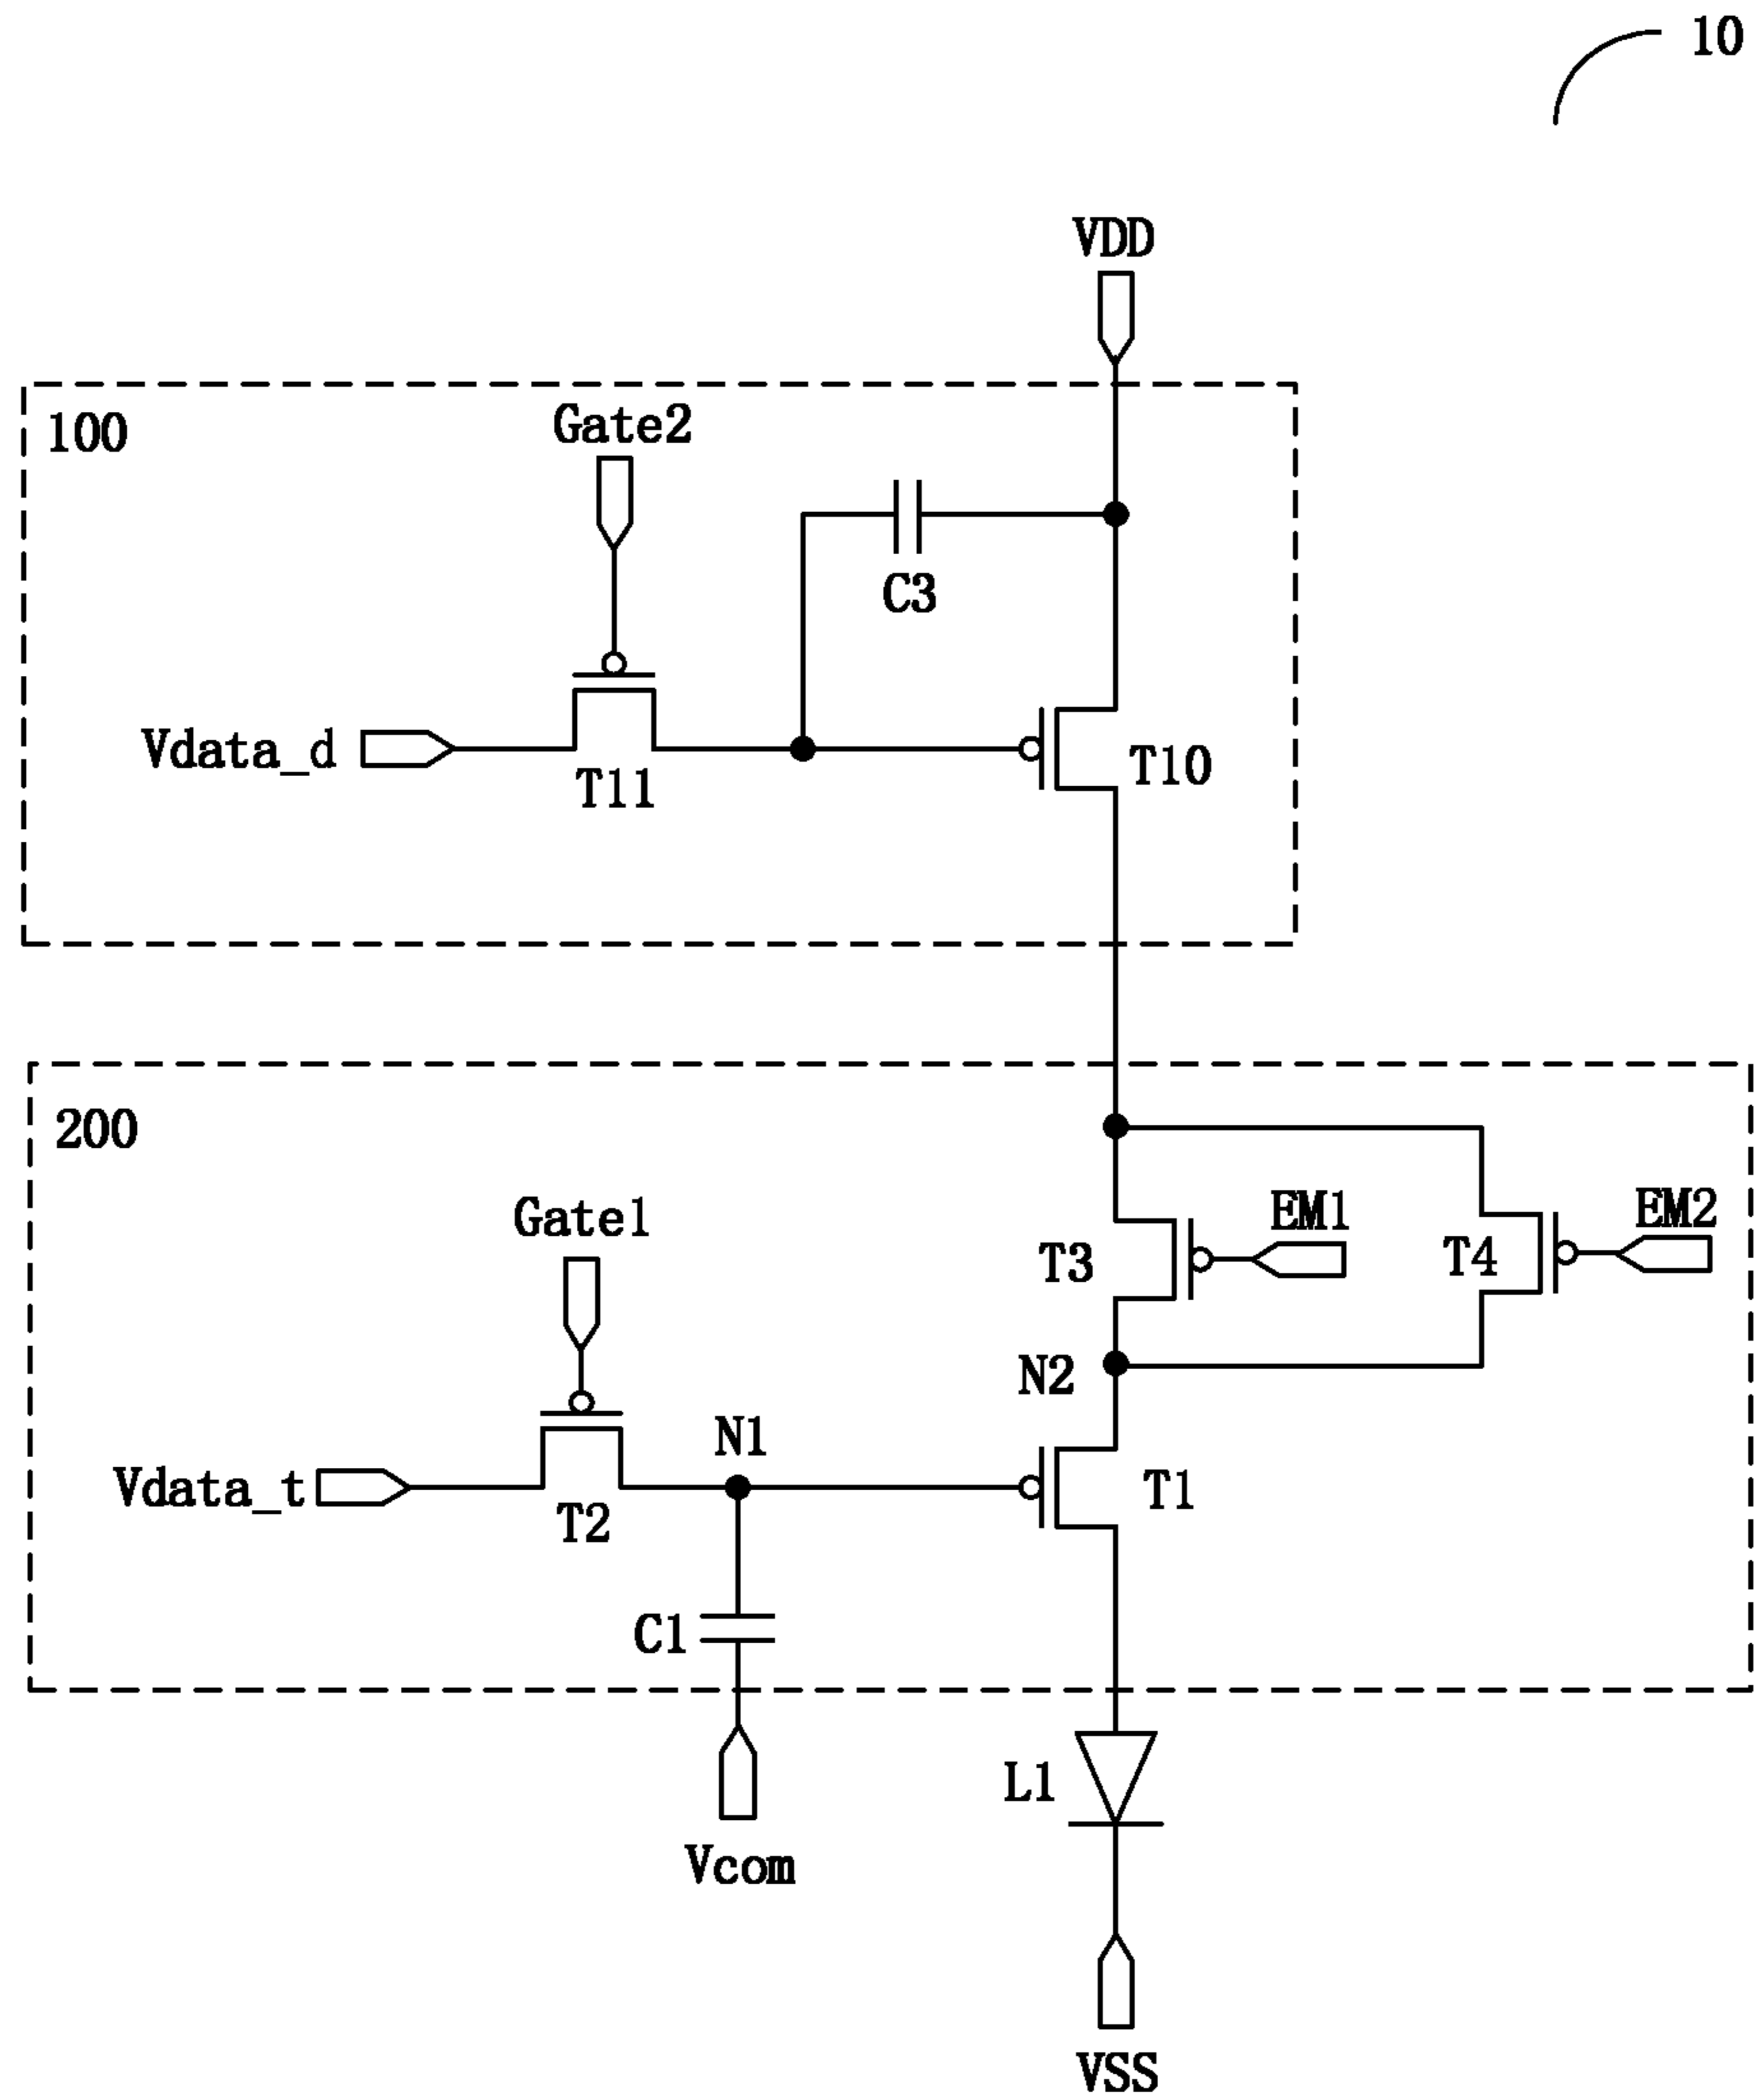 10
VDD
100
Gate2
C3
Vdata_d
T11
T10
200
Gate1
EM1
EM2
T3
T4
N2
N1
Vdata_t
T2
T1
C1
L1
Vcom
VSS